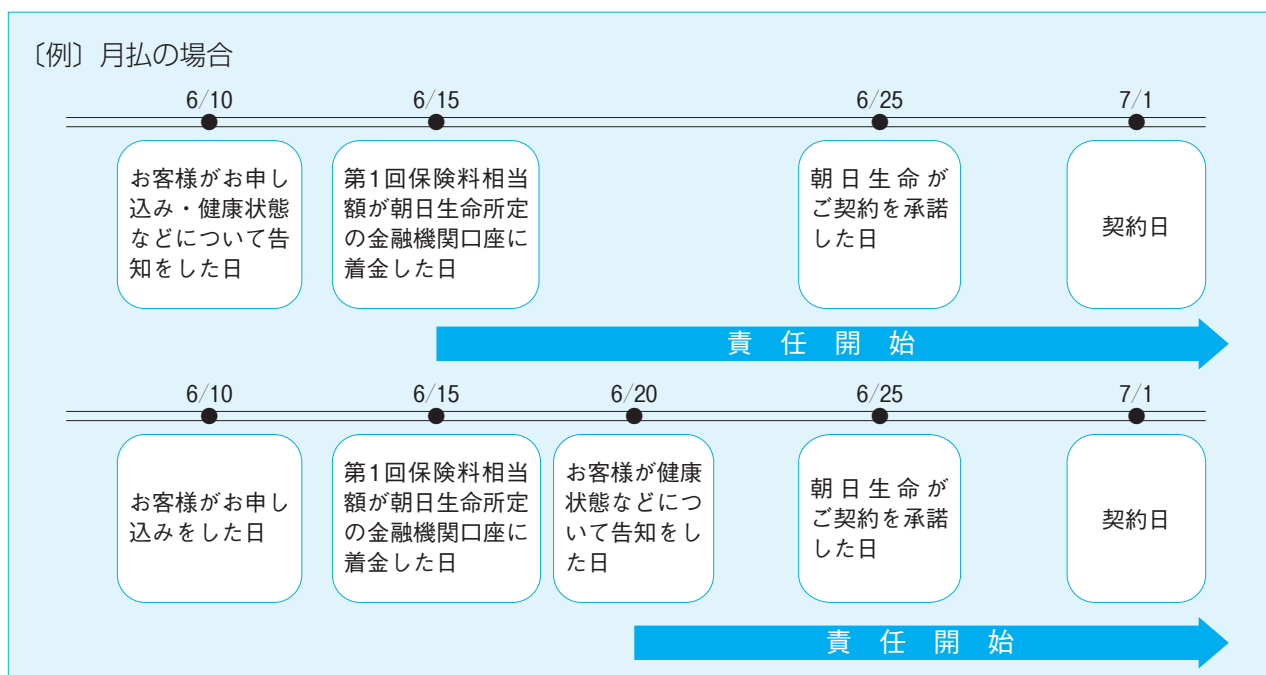 〔例〕月払の場合
6/10
6/15
6/25
7/1
お客様がお申し
込み・健康状態
などについて告
知をした日
第1回保険料相当
額が朝日生命所定
の金融機関口座に
着金した日
朝日生命が
ご契約を承諾
した日
契約日
責任開始
6/10
6/15
6/20
6/25
7/1
お客様がお申し
込みをした日
第1回保険料相当
額が朝日生命所定
の金融機関口座に
着金した日
お客様が健康
状態などにつ
いて告知をし
た日
朝日生命が
ご契約を承諾
した日
契約日
責任開始